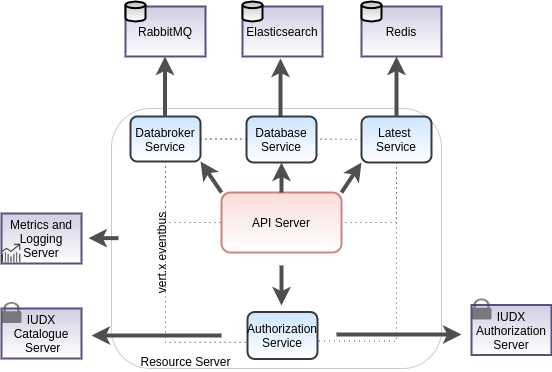 RabbitMQ
Elasticsearch
Redis
Databroker
Service
Database
Service
Latest
Service
API Server
Metrics and
Logging
Server
vert.x eventbus
IUDX
Catalogue
Server
Authorization
Service
IUDX
Authorization
Server
Resource Server